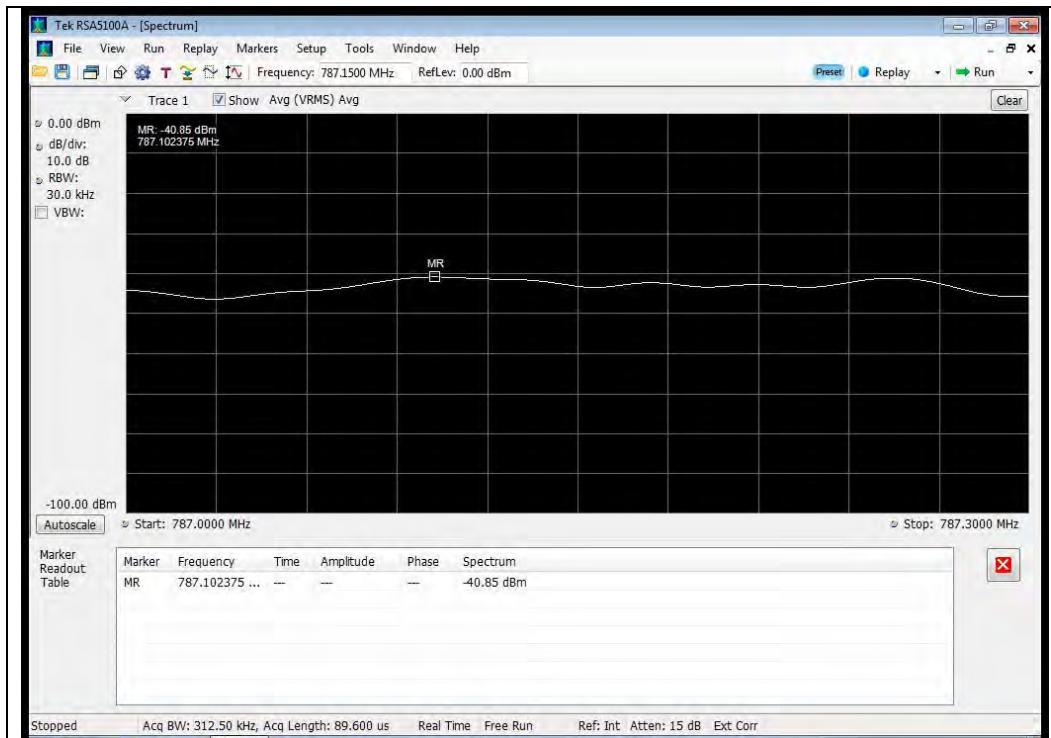 Tek RSA5100A - [Spectrum]
File View Run Replay Markers Setup Tools Window Help
T Frequency: 787.1500 MHz RefLev: 0.00 dBm Preset Replay Run
Trace 1 Show Avg (VRMS) Avg Clear
0.00 dBm
dB/div:
10.0 dB
RBW:
30.0 kHz
VBW:
MR: -40.85 dBm
787.102375 MHz
MR
-100.00 dBm
Autoscale Start: 787.0000 MHz Stop: 787.3000 MHz
Marker
Readout
Table
Marker Frequency Time Amplitude Phase Spectrum
MR 787.102375 ... --- --- --- -40.85 dBm
Stopped Acq BW: 312.50 kHz, Acq Length: 89.600 us Real Time Free Run Ref: Int Atten: 15 dB Ext Corr